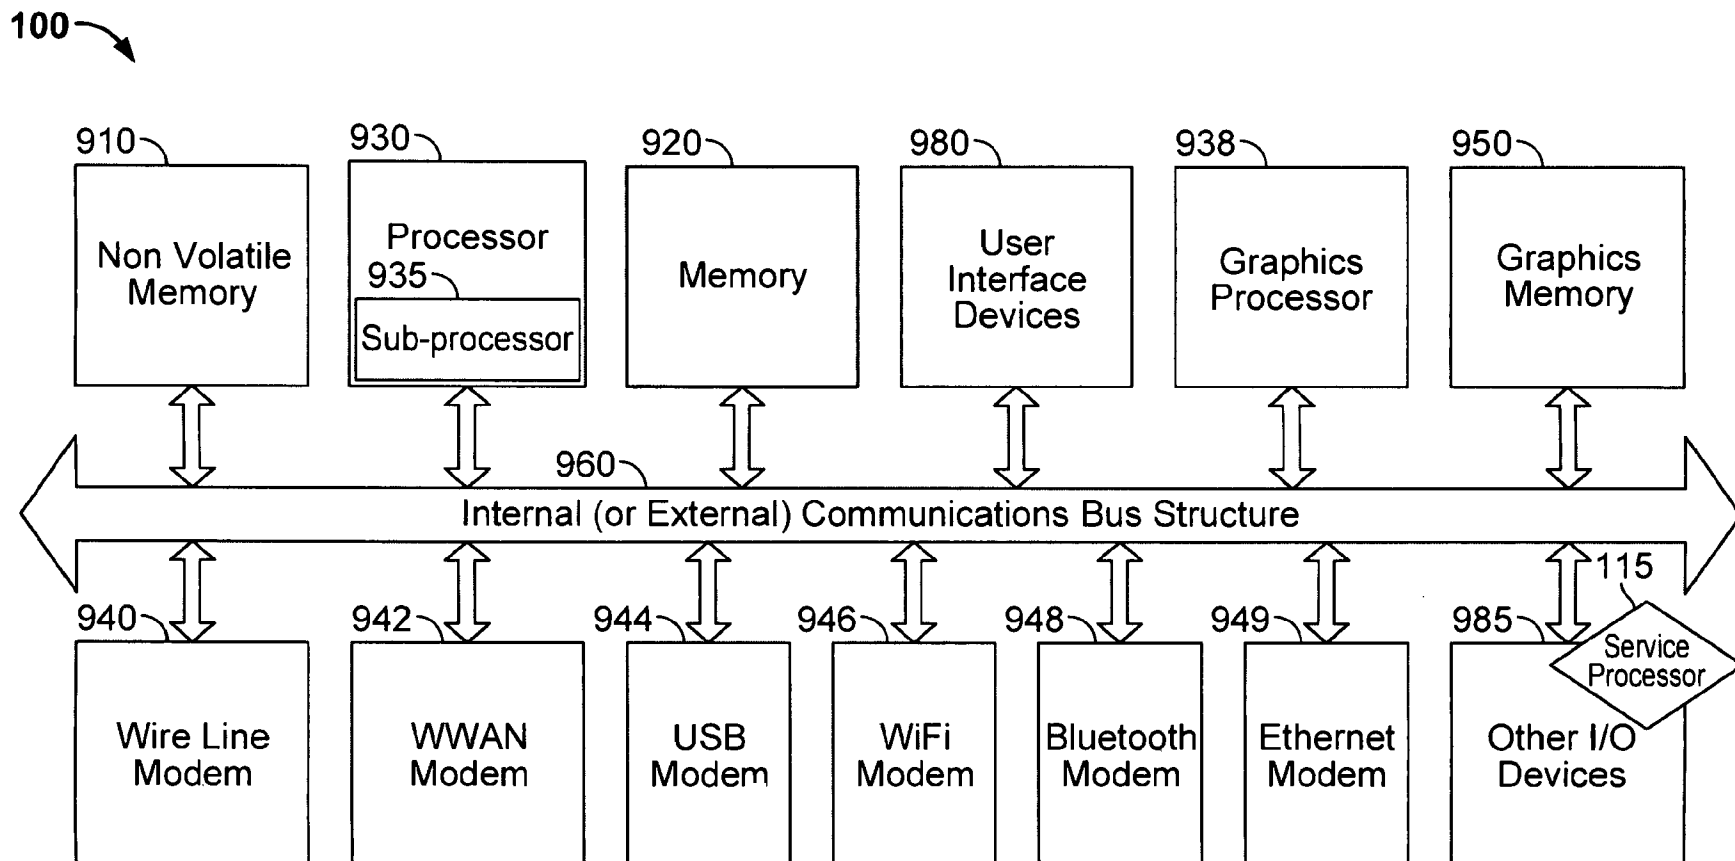 100
910
930
920
980
938
950
Non Volatile
Memory
Processor
935
Sub-processor
Memory
User
Interface
Devices
Graphics
Processor
Graphics
Memory
960
Internal (or External) Communications Bus Structure
115
940
942
944
946
948
949
985
Service
Processor
Wire Line
Modem
WWAN
Modem
USB
Modem
WiFi
Modem
Bluetooth
Modem
Ethernet
Modem
Other I/O
Devices